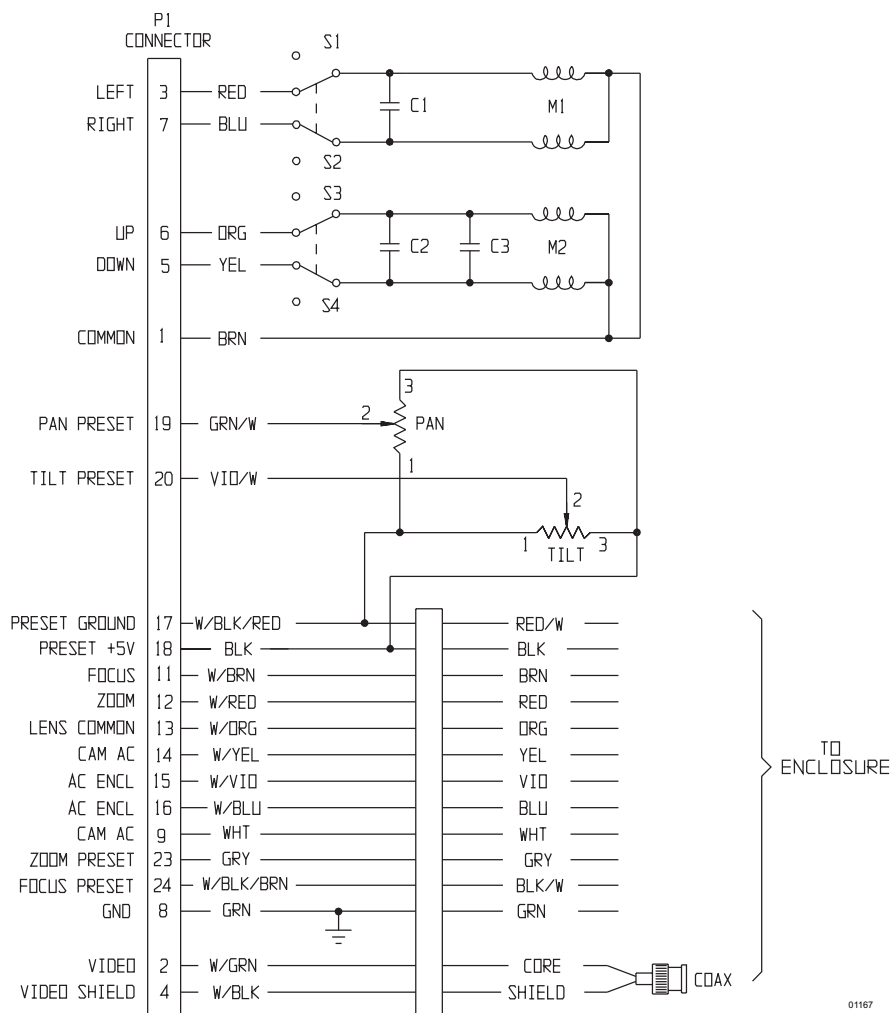 P1
CONNECTOR
S1
LEFT 3 RED
C1 M1
RIGHT 7 BLU
S2
S3
UP 6 ORG
C2 C3 M2
DOWN 5 YEL
S4
COMMON 1 BRN
3
PAN PRESET 19 GRN/W 2 PAN
1
TILT PRESET 20 VIO/W
2
1 TILT 3
PRESET GROUND 17 W/BLK/RED RED/W
PRESET +5V 18 BLK BLK
FOCUS 11 W/BRN BRN
ZOOM 12 W/RED RED
LENS COMMON 13 W/ORG ORG
CAM AC 14 W/YEL YEL
AC ENCL 15 W/VIO VIO
AC ENCL 16 W/BLU BLU
CAM AC 9 WHT WHT
ZOOM PRESET 23 GRY GRY
FOCUS PRESET 24 W/BLK/BRN BLK/W
GND 8 GRN GRN
TO
ENCLOSURE
VIDEO 2 W/GRN CORE
COAX
VIDEO SHIELD 4 W/BLK SHIELD
01167